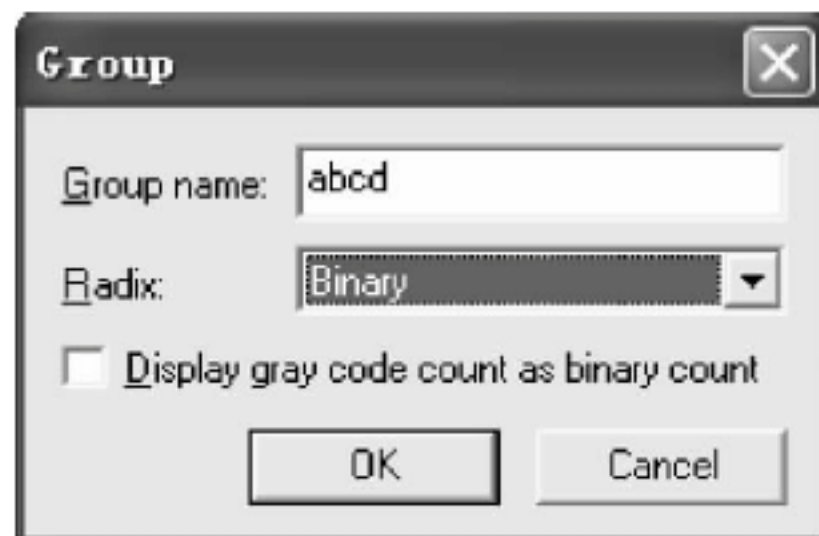 Group
Group name: abcd
Radix: Binary
Display gray code count as binary count
OK Cancel